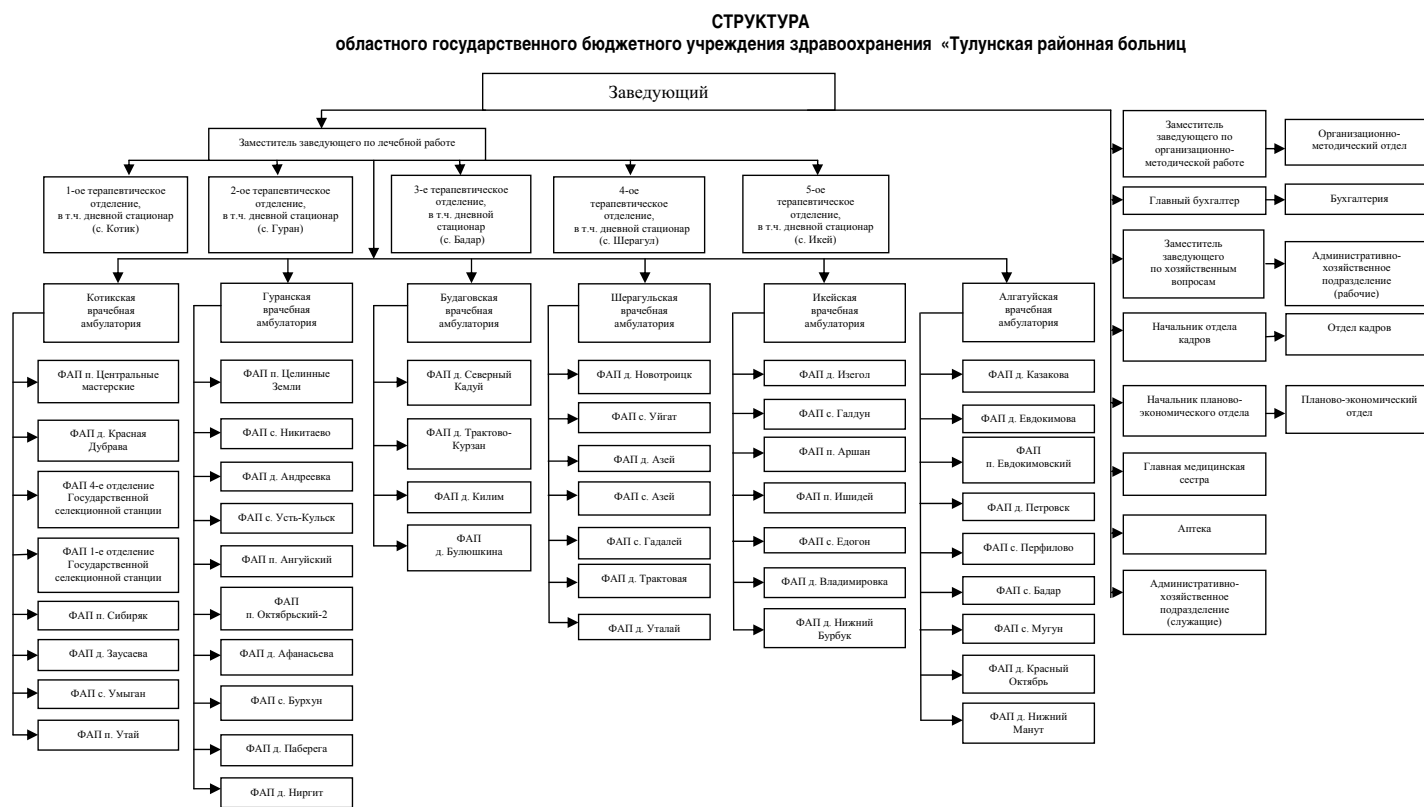 СТРУКТУРА
областного государственного бюджетного учреждения здравоохранения «Тулунская районная больниц
Заведующий
Заместитель заведующего по лечебной работе
1-ое терапевтическое
отделение,
в т.ч. дневной стационар
(с. Котик)
2-ое терапевтическое
отделение,
в т.ч. дневной стационар
(с. Гуран)
3-е терапевтическое
отделение,
в т.ч. дневной
стационар
(с. Бадар)
4-ое
терапевтическое
отделение,
в т.ч. дневной стационар
(с. Шерагул)
5-ое
терапевтическое
отделение,
в т.ч. дневной стационар
(с. Икей)
Котикская
врачебная
амбулатория
ФАП п. Центральные
мастерские
ФАП д. Красная
Дубрава
ФАП 4-е отделение
Государственной
селекционной станции
ФАП 1-е отделение
Государственной
селекционной станции
ФАП п. Сибиряк
ФАП д. Заусаева
ФАП с. Умыган
ФАП п. Утай
Гуранская
врачебная
амбулатория
ФАП п. Целинные
Земли
ФАП с. Никитаево
ФАП д. Андреевка
ФАП с. Усть-Кульск
ФАП п. Ангуйский
ФАП
п. Октябрьский-2
ФАП д. Афанасьева
ФАП с. Бурхун
ФАП д. Паберега
ФАП д. Ниргит
Будаговская
врачебная
амбулатория
ФАП д. Северный
Кадуй
ФАП д. Трактово-
Курзан
ФАП д. Килим
ФАП
д. Булюшкина
Шерагульская
врачебная
амбулатория
ФАП д. Новотроицк
ФАП с. Уйгат
ФАП д. Азей
ФАП с. Азей
ФАП с. Гадалей
ФАП д. Трактовая
ФАП д. Уталай
Икейская
врачебная
амбулатория
ФАП д. Изегол
ФАП с. Галдун
ФАП п. Аршан
ФАП п. Ишидей
ФАП с. Едогон
ФАП д. Владимировка
ФАП д. Нижний
Бурбук
Алгатуйская
врачебная
амбулатория
ФАП д. Казакова
ФАП д. Евдокимова
ФАП
п. Евдокимовский
ФАП д. Петровск
ФАП с. Перфилово
ФАП с. Бадар
ФАП с. Мугун
ФАП д. Красный
Октябрь
ФАП д. Нижний
Манут
Заместитель
заведующего по
организационно-
методической работе
Организационно-
методический отдел
Главный бухгалтер
Бухгалтерия
Заместитель
заведующего
по хозяйственным
вопросам
Административно-
хозяйственное
подразделение
(рабочие)
Начальник отдела
кадров
Отдел кадров
Начальник планово-
экономического отдела
Планово-экономический
отдел
Главная медицинская
сестра
Аптека
Административно-
хозяйственное
подразделение
(служащие)